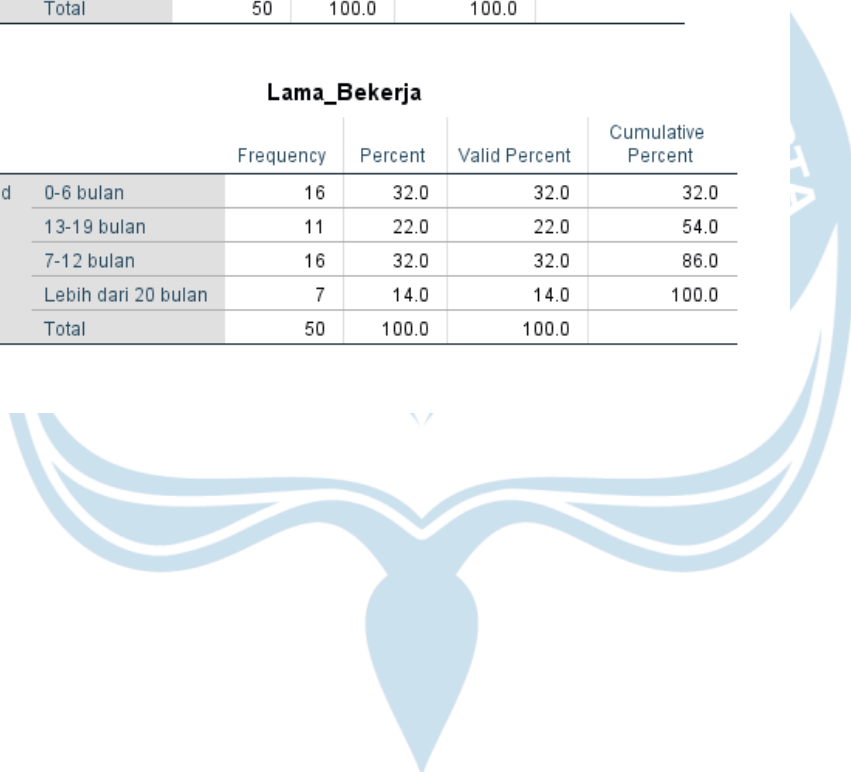 Total 50 100.0 100.0
Lama_Bekerja
Frequency Percent Valid Percent Cumulative Percent
d 0-6 bulan 16 32.0 32.0 32.0
13-19 bulan 11 22.0 22.0 54.0
7-12 bulan 16 32.0 32.0 86.0
Lebih dari 20 bulan 7 14.0 14.0 100.0
Total 50 100.0 100.0
TA